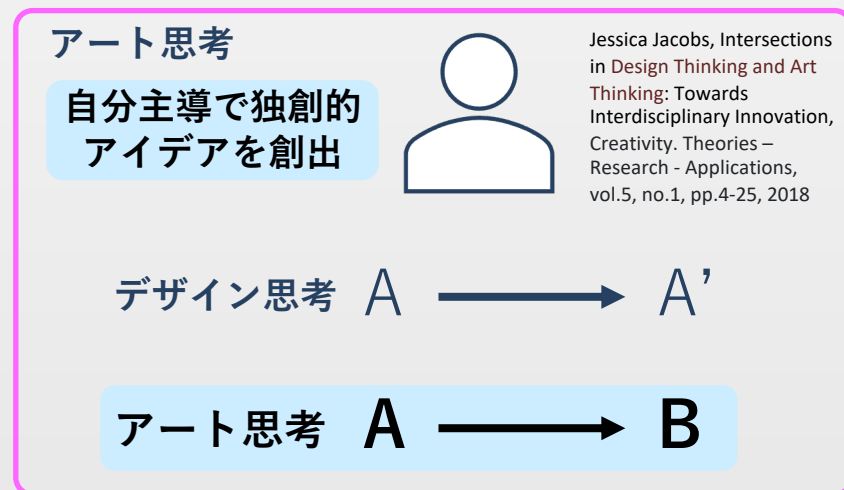 アート思考
自分主導で独創的
アイデアを創出
Jessica Jacobs, Intersections
in Design Thinking and Art
Thinking: Towards
Interdisciplinary Innovation,
Creativity. Theories –
Research - Applications,
vol.5, no.1, pp.4-25, 2018
デザイン思考 A A’
アート思考 A B